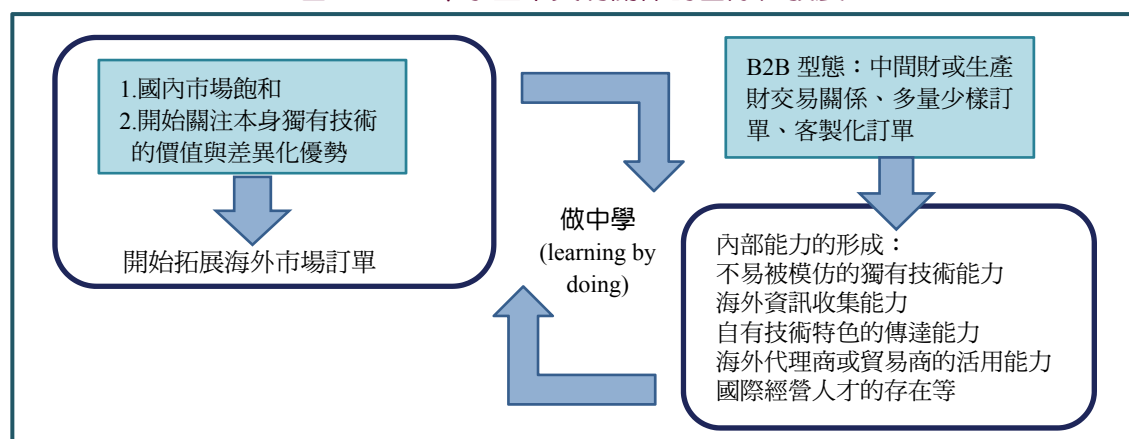 1.國內市場飽和
2.開始關注本身獨有技術
的價值與差異化優勢
開始拓展海外市場訂單
做中學
(learning by
doing)
B2B 型態：中間財或生產
財交易關係、多量少樣訂
單、客製化訂單
內部能力的形成：
不易被模仿的獨有技術能力
海外資訊收集能力
自有技術特色的傳達能力
海外代理商或貿易商的活用能力
國際經營人才的存在等